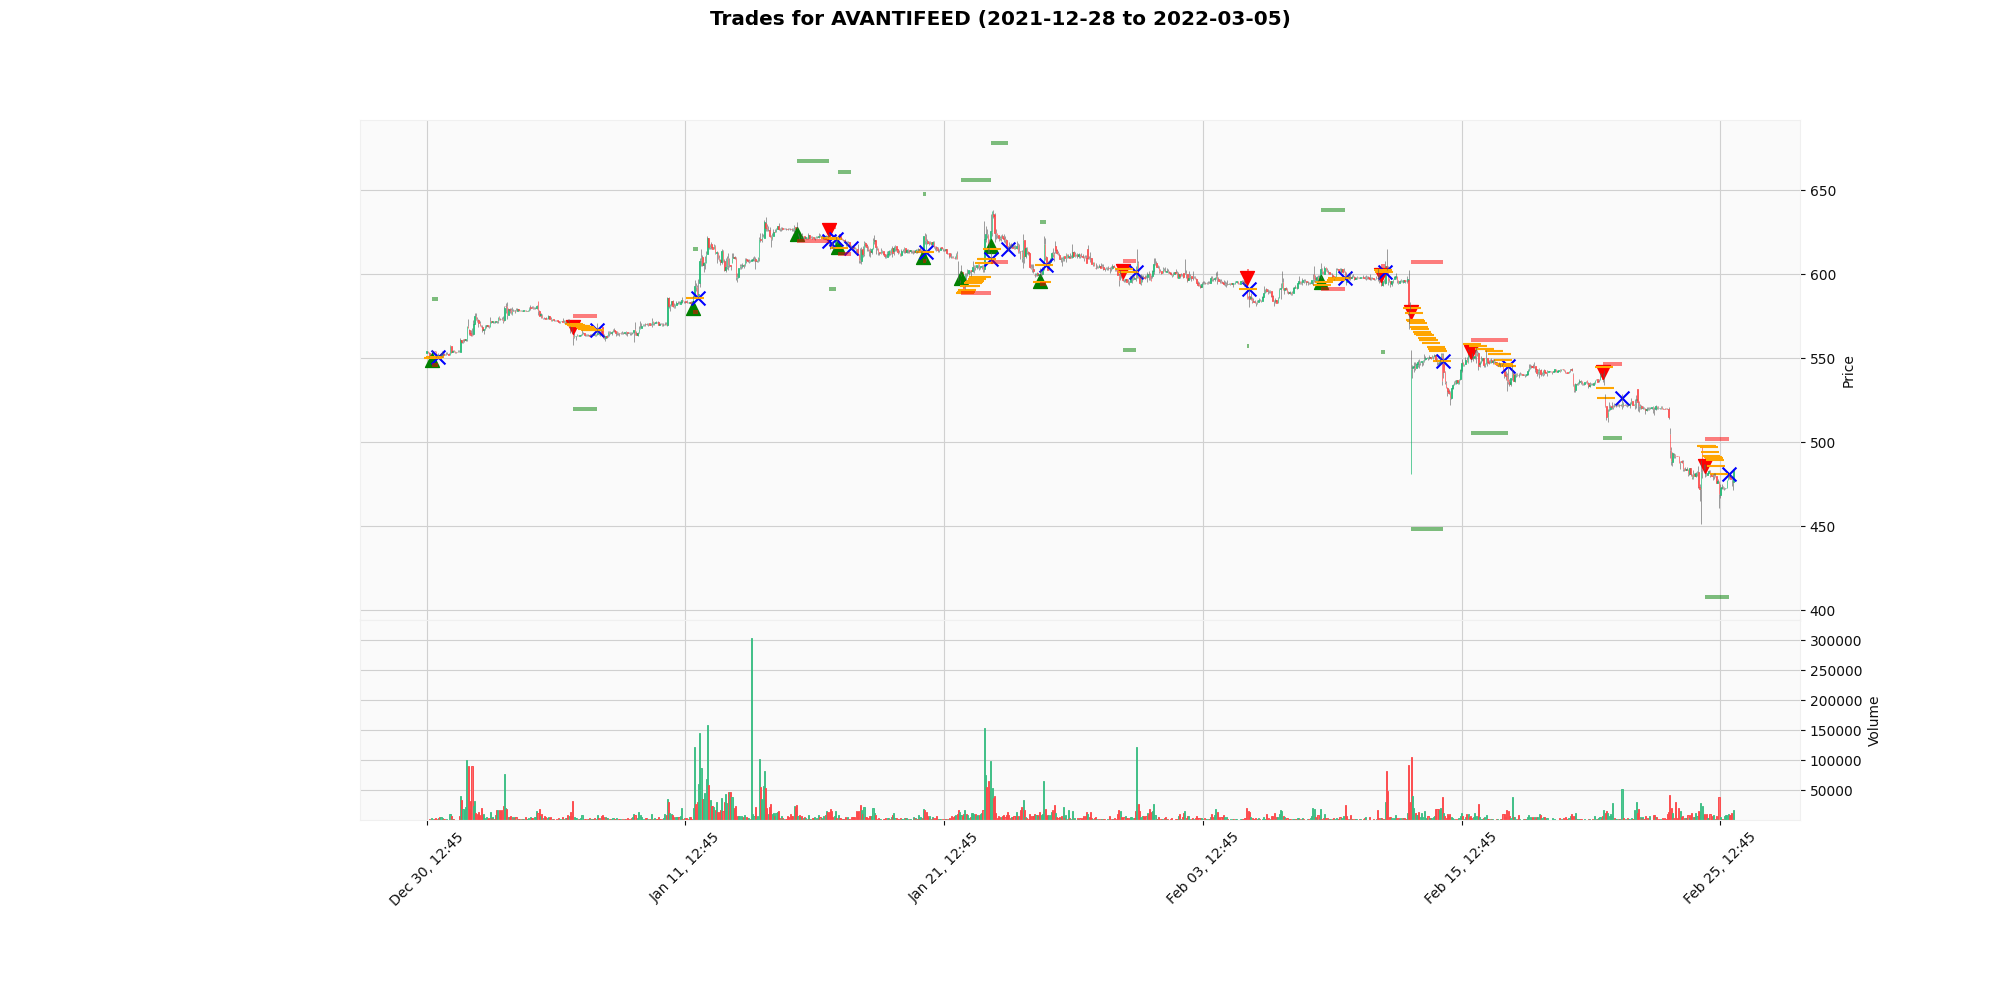 Trades for AVANTIFEED (2021-12-28 to 2022-03-05)
650
600
550
500
450
400
Price
300000
250000
200000
150000
100000
50000
Volume
Dec 30, 12:45
Jan 11, 12:45
Jan 21, 12:45
Feb 03, 12:45
Feb 15, 12:45
Feb 25, 12:45